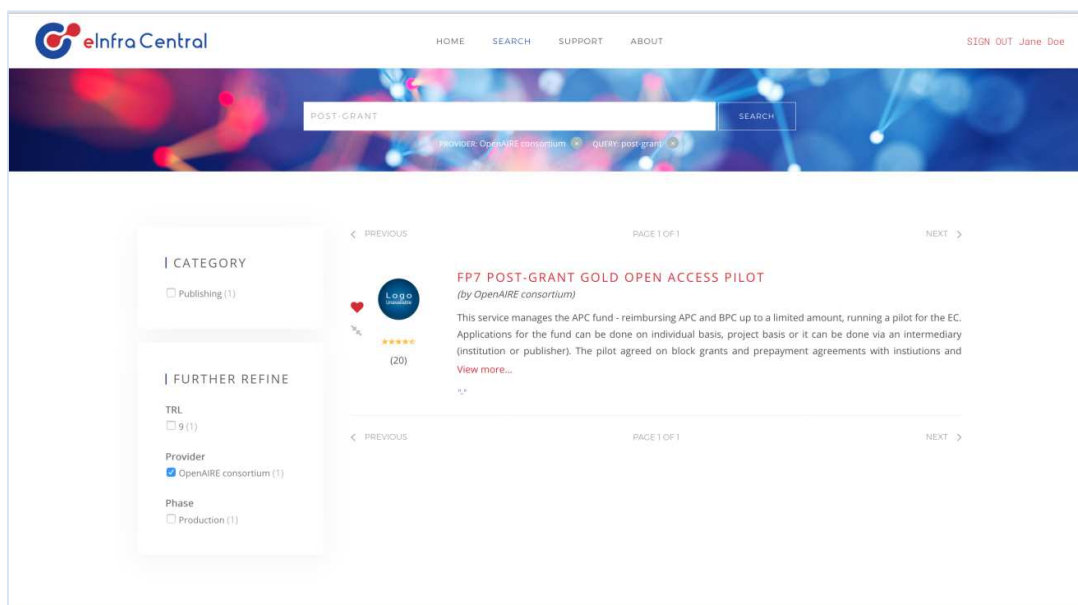 eInfraCentral
HOME SEARCH SUPPORT ABOUT
SIGN OUT Jane Doe
POST-GRANT
SEARCH
PROVIDER: OpenAIRE consortium QUERY: post-grant
PREVIOUS PAGE 1 OF 1 NEXT
CATEGORY
Publishing (1)
FURTHER REFINE
TRL
9 (1)
Provider
OpenAIRE consortium (1)
Phase
Production (1)
Logo
Unavailable
(20)
FP7 POST-GRANT GOLD OPEN ACCESS PILOT
(by OpenAIRE consortium)
This service manages the APC fund - reimbursing APC and BPC up to a limited amount, running a pilot for the EC.
Applications for the fund can be done on individual basis, project basis or it can be done via an intermediary
(institution or publisher). The pilot agreed on block grants and prepayment agreements with instiutions and
View more...
"."
PREVIOUS PAGE 1 OF 1 NEXT